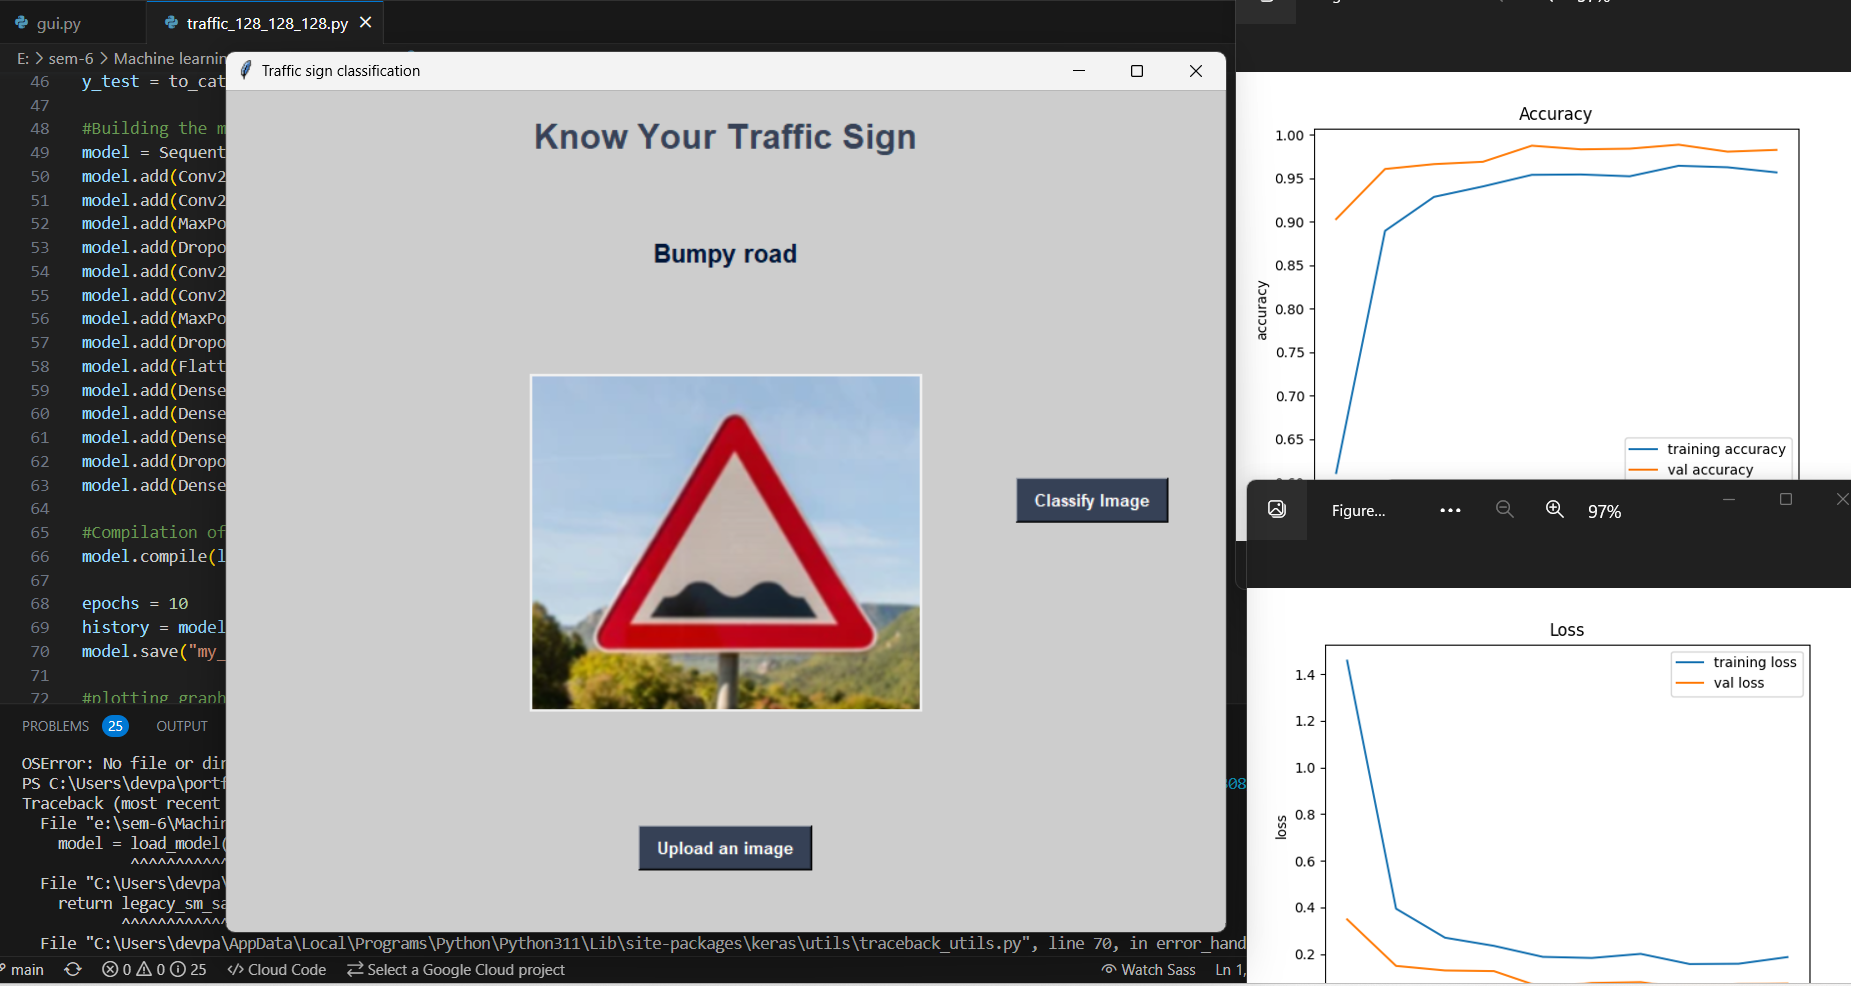 gui.py
traffic_128_128_128.py
E: > sem-6 > Machine learnin
46 y_test = to_cat
47
48 #Building the m
49 model = Sequent
50 model.add(Conv2
51 model.add(Conv2
52 model.add(MaxPo
53 model.add(Dropo
54 model.add(Conv2
55 model.add(Conv2
56 model.add(MaxPo
57 model.add(Dropo
58 model.add(Flatt
59 model.add(Dense
60 model.add(Dense
61 model.add(Dense
62 model.add(Dropo
63 model.add(Dense
64
65 #Compilation of
66 model.compile(l
67
68 epochs = 10
69 history = model
70 model.save("my_
71
72 #plotting graph
PROBLEMS 25 OUTPUT
OSError: No file or dir
PS C:\Users\devpa\portf
308
Traceback (most recent
File "e:\sem-6\Machin
model = load_model(
^^^^^^^^^^^
File "C:\Users\devpa\
return legacy_sm_sa
^^^^^^^^^^^^
File "C:\Users\devpa\AppData\Local\Programs\Python\Python311\Lib\site-packages\keras\utils\traceback_utils.py", line 70, in error_hand
main 0 0 25 Cloud Code Select a Google Cloud project Watch Sass Ln 1,
Traffic sign classification
Know Your Traffic Sign
Bumpy road
Classify Image
Upload an image
Accuracy
1.00
0.95
0.90
0.85
0.80
0.75
0.70
0.65
accuracy
training accuracy
val accuracy
Figure... ••• 97%
Loss
1.4
1.2
1.0
0.8
0.6
0.4
0.2
loss
training loss
val loss